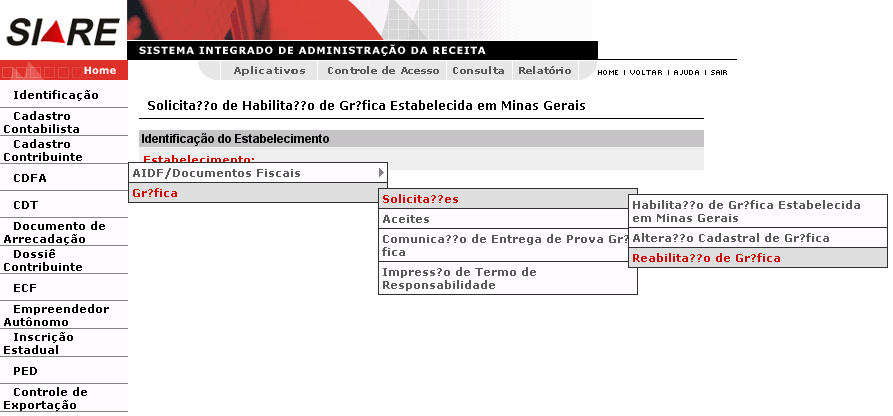 SIARE
SISTEMA INTEGRADO DE ADMINISTRAÇÃO DA RECEITA
Home
Aplicativos Controle de Acesso Consulta Relatório
HOME | VOLTAR | AJUDA | SAIR
Identificação
Cadastro
Contabilista
Cadastro
Contribuinte
CDFA
CDT
Documento de
Arrecadação
Dossiê
Contribuinte
ECF
Empreendedor
Autônomo
Inscrição
Estadual
PED
Controle de
Exportação
Solicita??o de Habilita??o de Gr?fica Estabelecida em Minas Gerais
Identificação do Estabelecimento
Estabelecimento:
AIDF/Documentos Fiscais
Gr?fica
Solicita??es
Aceites
Comunica??o de Entrega de Prova Gr?
fica
Impress?o de Termo de
Responsabilidade
Habilita??o de Gr?fica Estabelecida
em Minas Gerais
Altera??o Cadastral de Gr?fica
Reabilita??o de Gr?fica